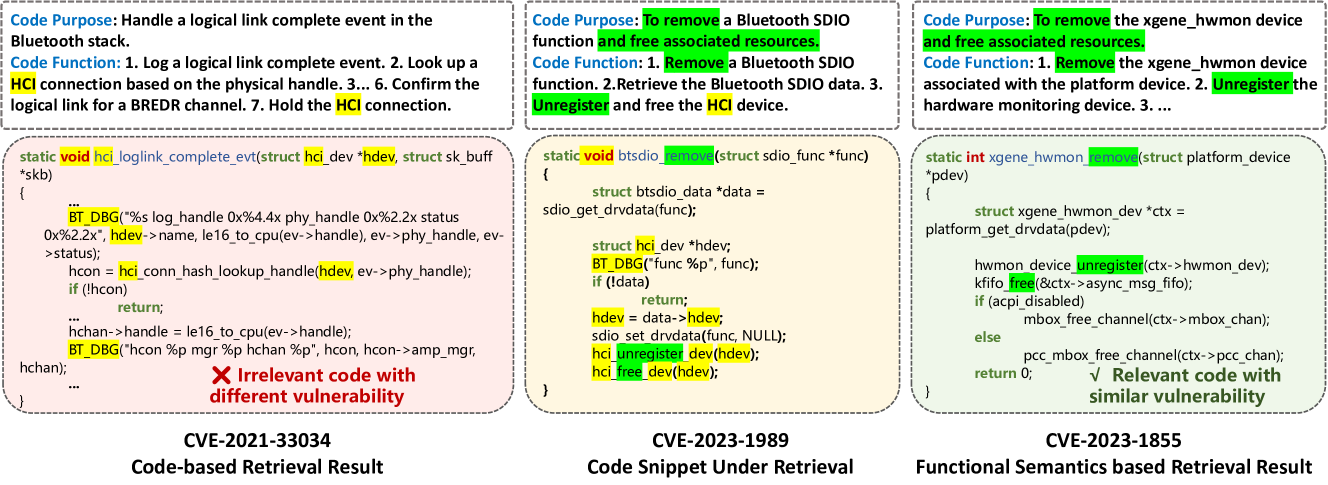 Code Purpose: Handle a logical link complete event in the
Bluetooth stack.
Code Function: 1. Log a logical link complete event. 2. Look up a
HCI connection based on the physical handle. 3... 6. Confirm the
logical link for a BREDR channel. 7. Hold the HCI connection.
static void hci_loglink_complete_evt(struct hci_dev *hdev, struct sk_buff
*skb)
{
...
BT_DBG("%s log_handle 0x%4.4x phy_handle 0x%2.2x status
0x%2.2x", hdev->name, le16_to_cpu(ev->handle), ev->phy_handle, ev-
>status);
hcon = hci_conn_hash_lookup_handle(hdev, ev->phy_handle);
if (!hcon)
return;
...
hchan->handle = le16_to_cpu(ev->handle);
BT_DBG("hcon %p mgr %p hchan %p", hcon, hcon->amp_mgr,
hchan);
...
}
❌ Irrelevant code with
different vulnerability
CVE-2021-33034
Code-based Retrieval Result
Code Purpose: To remove a Bluetooth SDIO
function and free associated resources.
Code Function: 1. Remove a Bluetooth SDIO
function. 2.Retrieve the Bluetooth SDIO data. 3.
Unregister and free the HCI device.
static void btsdio_remove(struct sdio_func *func)
{
struct btsdio_data *data =
sdio_get_drvdata(func);
struct hci_dev *hdev;
BT_DBG("func %p", func);
if (!data)
return;
hdev = data->hdev;
sdio_set_drvdata(func, NULL);
hci_unregister_dev(hdev);
hci_free_dev(hdev);
}
CVE-2023-1989
Code Snippet Under Retrieval
Code Purpose: To remove the xgene_hwmon device
and free associated resources.
Code Function: 1. Remove the xgene_hwmon device
associated with the platform device. 2. Unregister the
hardware monitoring device. 3. ...
static int xgene_hwmon_remove(struct platform_device
*pdev)
{
struct xgene_hwmon_dev *ctx =
platform_get_drvdata(pdev);
hwmon_device_unregister(ctx->hwmon_dev);
kfifo_free(&ctx->async_msg_fifo);
if (acpi_disabled)
mbox_free_channel(ctx->mbox_chan);
else
pcc_mbox_free_channel(ctx->pcc_chan);
return 0;
}
√ Relevant code with
similar vulnerability
CVE-2023-1855
Functional Semantics based Retrieval Result